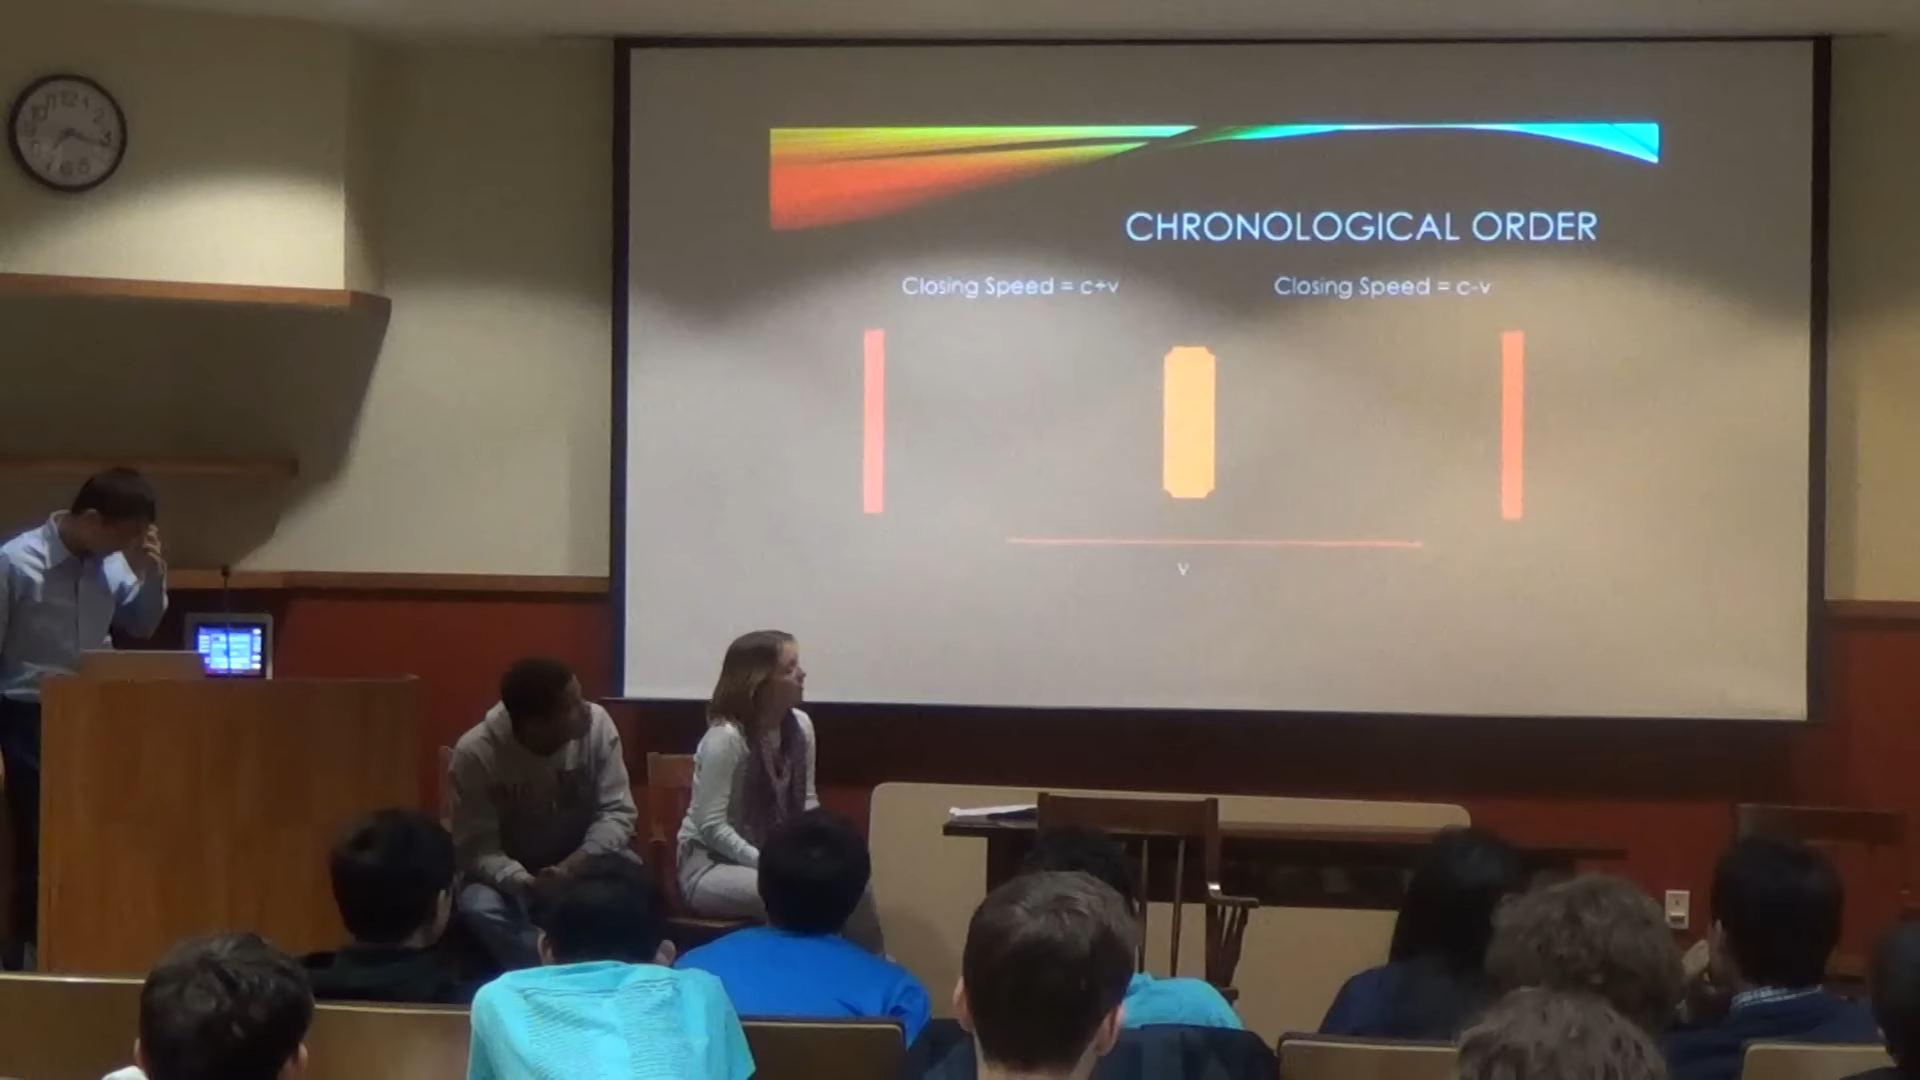 CHRONOLOGICAL ORDER
Closing Speed = c+v
Closing Speed = c-v
v